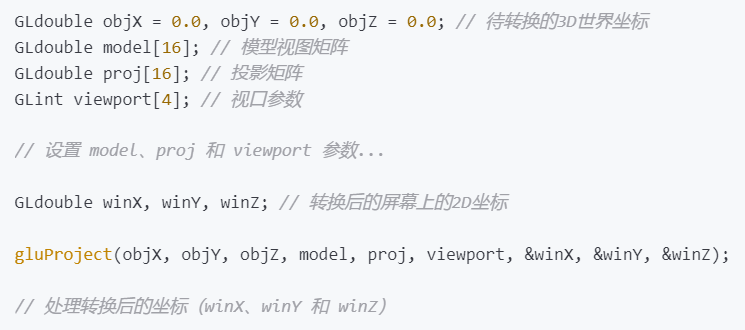 GLdouble objX = 0.0, objY = 0.0, objZ = 0.0; // 待转换的3D世界坐标
GLdouble model[16]; // 模型视图矩阵
GLdouble proj[16]; // 投影矩阵
GLint viewport[4]; // 视口参数
// 设置 model、proj 和 viewport 参数...
GLdouble winX, winY, winZ; // 转换后的屏幕上的2D坐标
gluProject(objX, objY, objZ, model, proj, viewport, &winX, &winY, &winZ);
// 处理转换后的坐标（winX、winY 和 winZ）